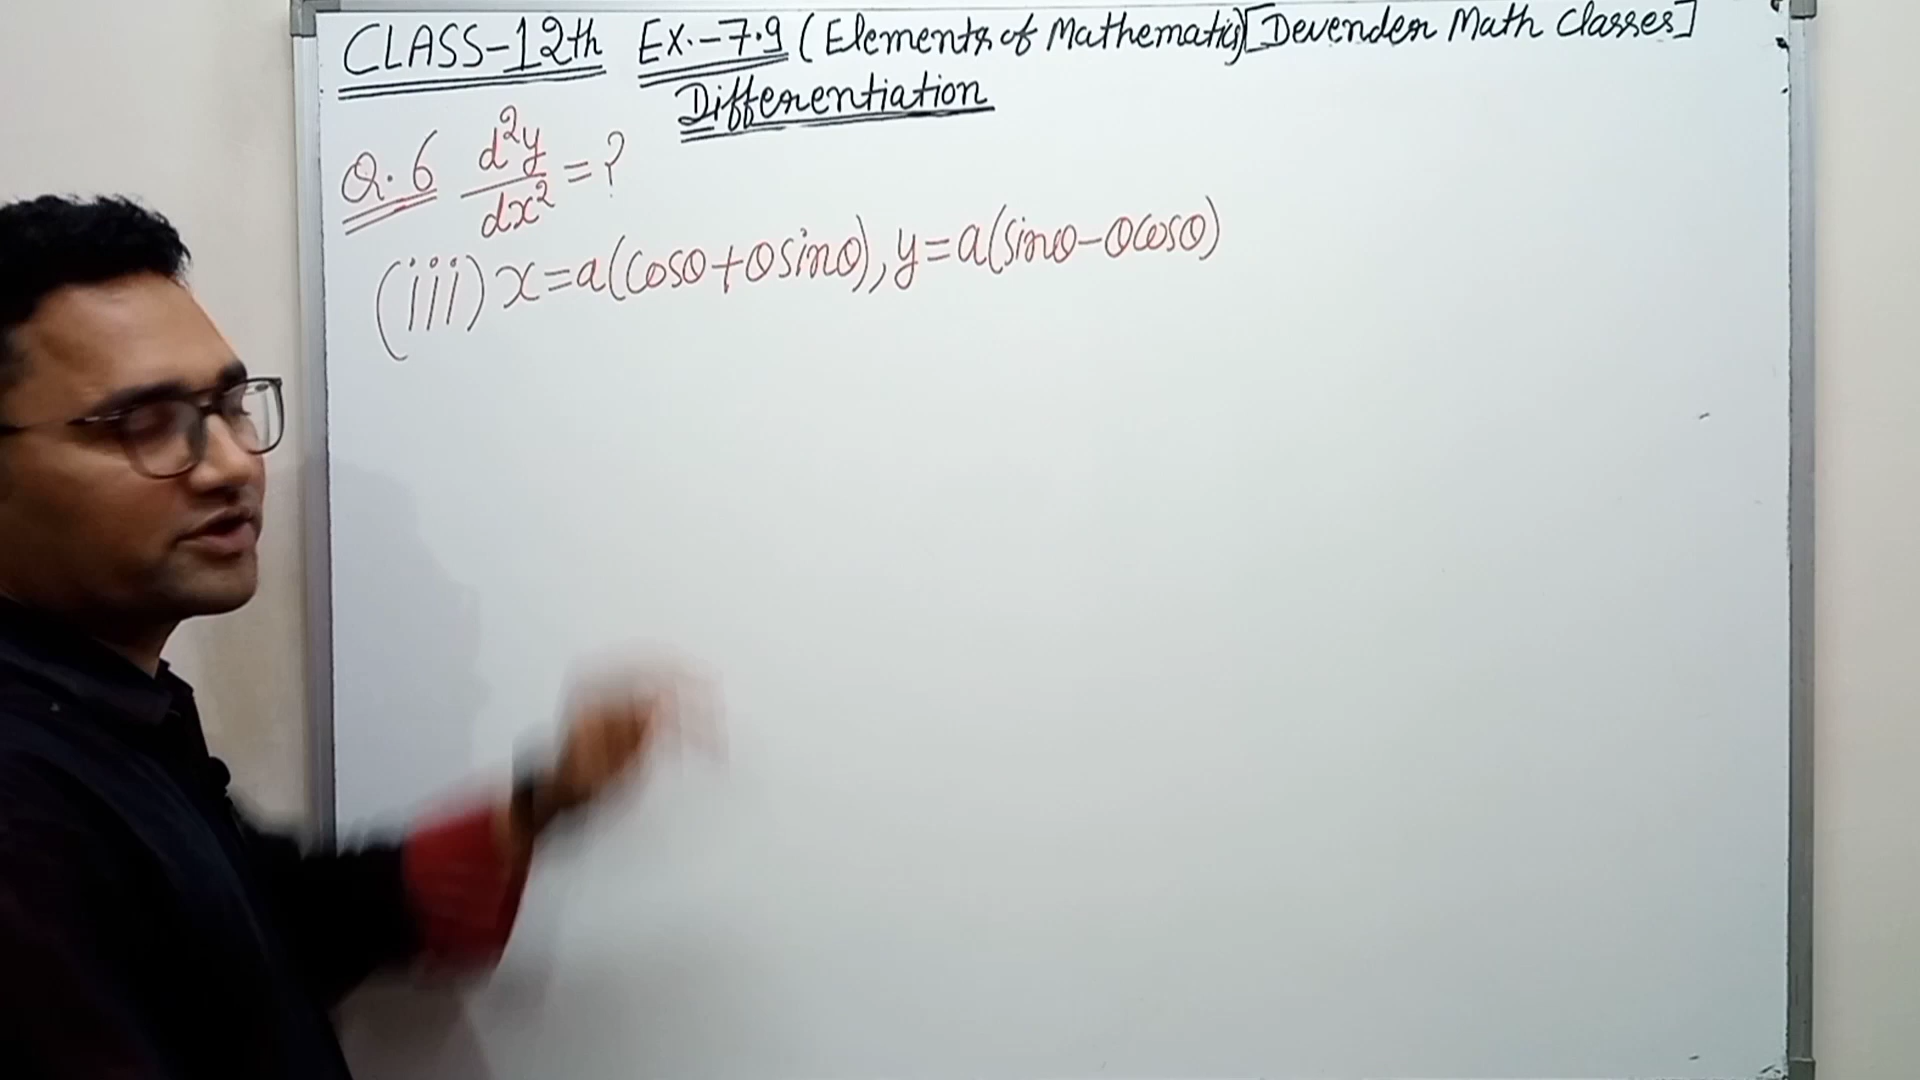 CLASS-12th Ex.-7.9 (Elements of Mathematics) [Devender Math Classes]
Differentiation
Q.6 d²y/dx² = ?
(iii) x=a(cosθ+θsinθ), y=a(sinθ-θcosθ)